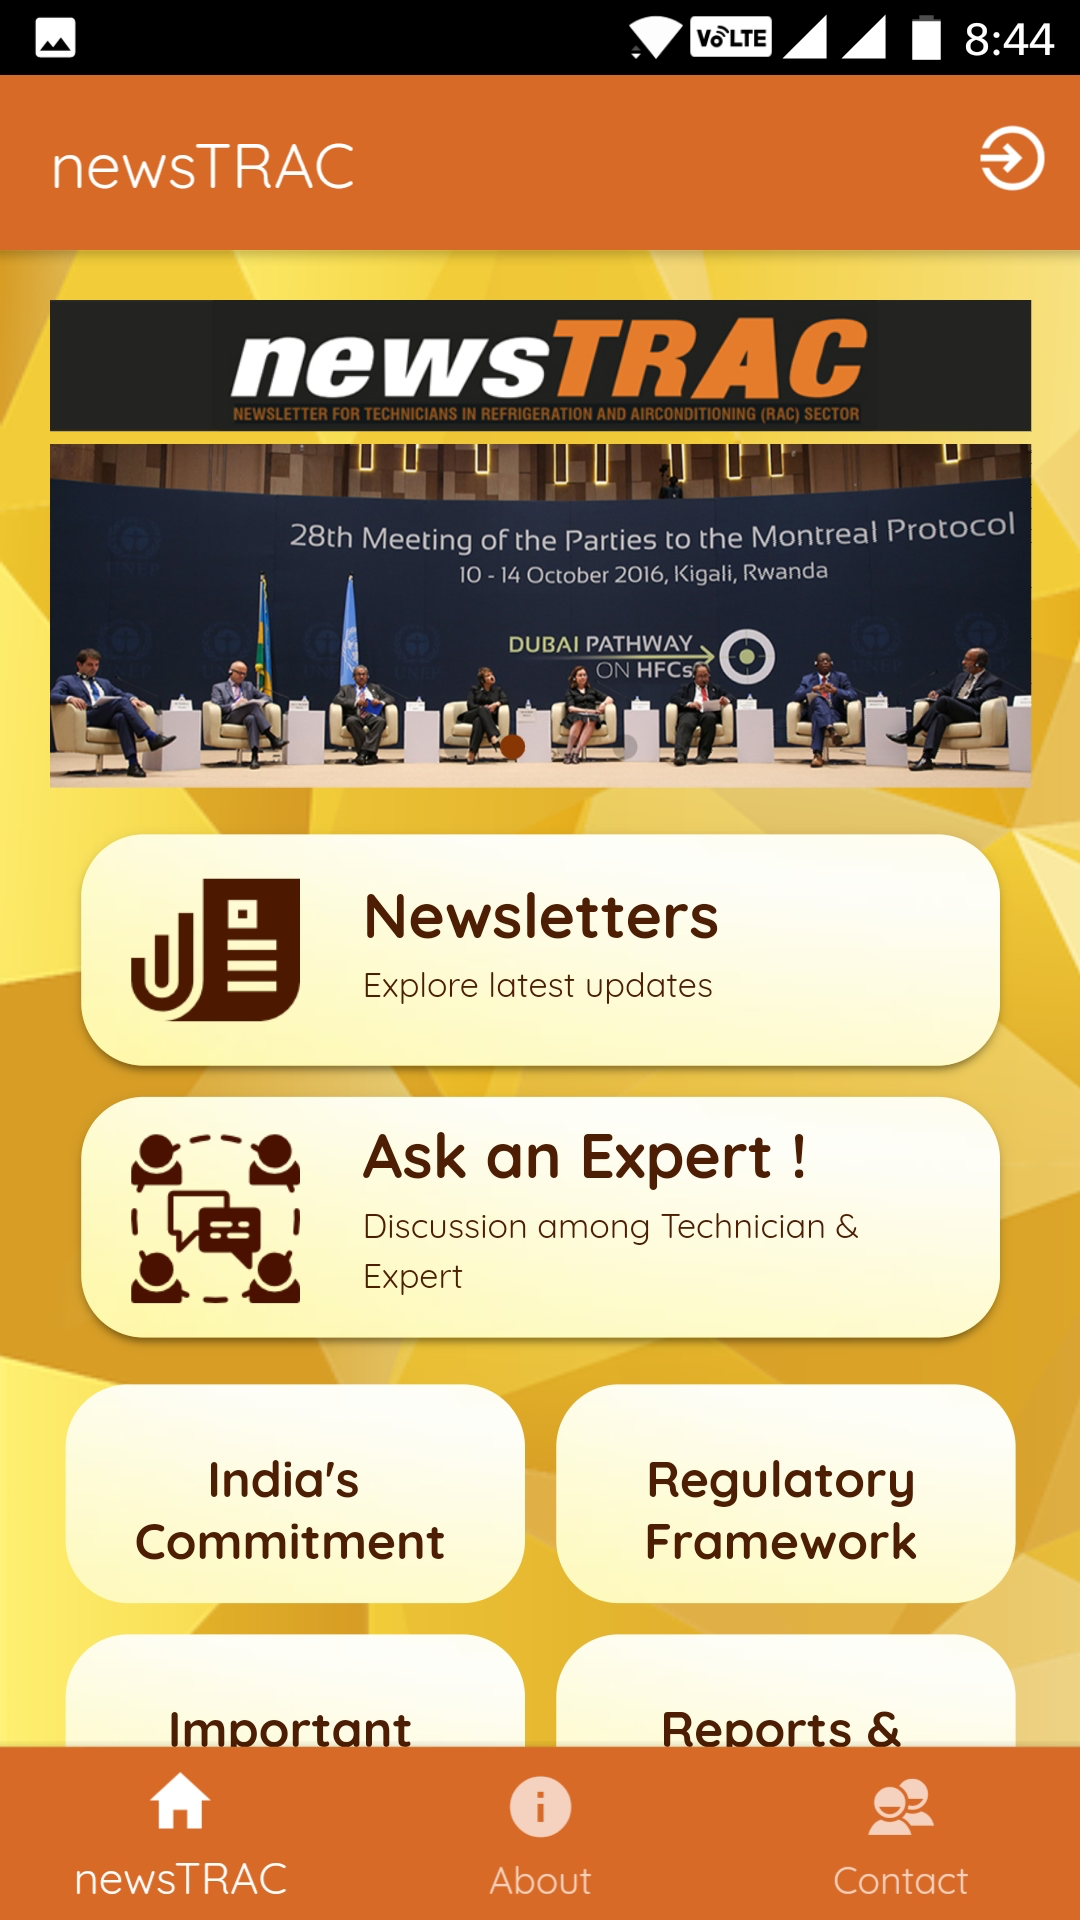 VoLTE 8:44
newsTRAC
newsTRAC
NEWSLETTER FOR TECHNICIANS IN REFRIGERATION AND AIRCONDITIONING (RAC) SECTOR
28th Meeting of the Parties to the Montreal Protocol
10 - 14 October 2016, Kigali, Rwanda
DUBAI PATHWAY
ON HFCs
Newsletters
Explore latest updates
Ask an Expert !
Discussion among Technician &
Expert
India's
Commitment
Regulatory
Framework
Important
Reports &
newsTRAC
About
Contact